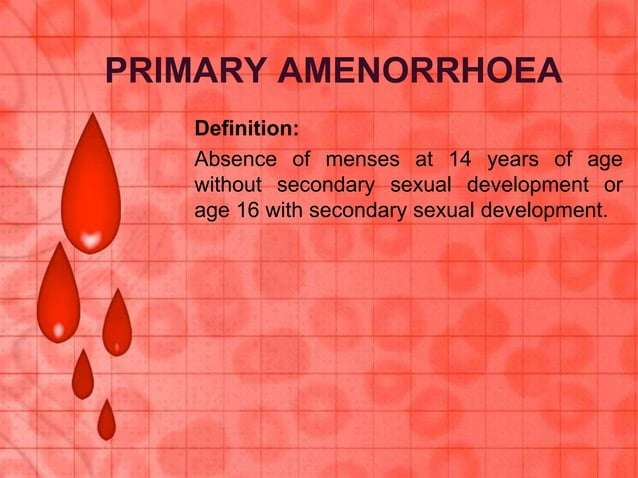 PRIMARY AMENORRHOEA
Definition:
Absence of menses at 14 years of age
without secondary sexual development or
age 16 with secondary sexual development.